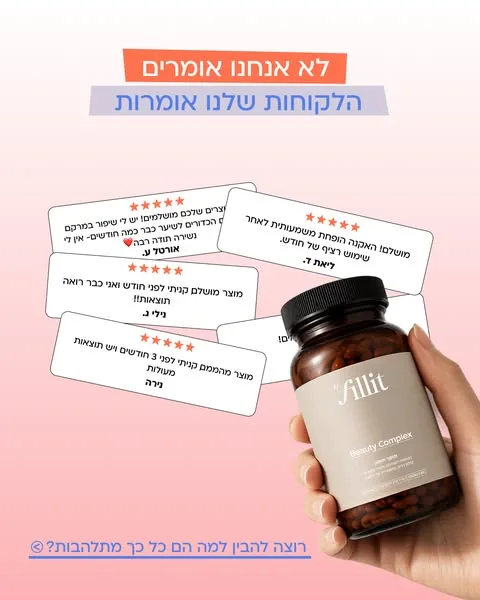 לא אנחנו אומרים
הלקוחות שלנו אומרות
שלכם מושלמים! יש לי שיפור במרקם
הכדורים לשיער כבר כמה חודשים- אין לי
נשירה תודה רבה❤️
אורטל ע.
מושלם! האקנה הופחת משמעותית לאחר
שימוש רציף של חודש.
ליאת ד.
מוצר מושלם, קניתי לפני חודש ואני כבר רואה
תוצאות!!
נילי ג.
מוצר מהמםם, קניתי לפני 3 חודשים ויש תוצאות
מעולות
נירה
fillit
Beauty Complex
רוצה להבין למה הם כל כך מתלהבות? >